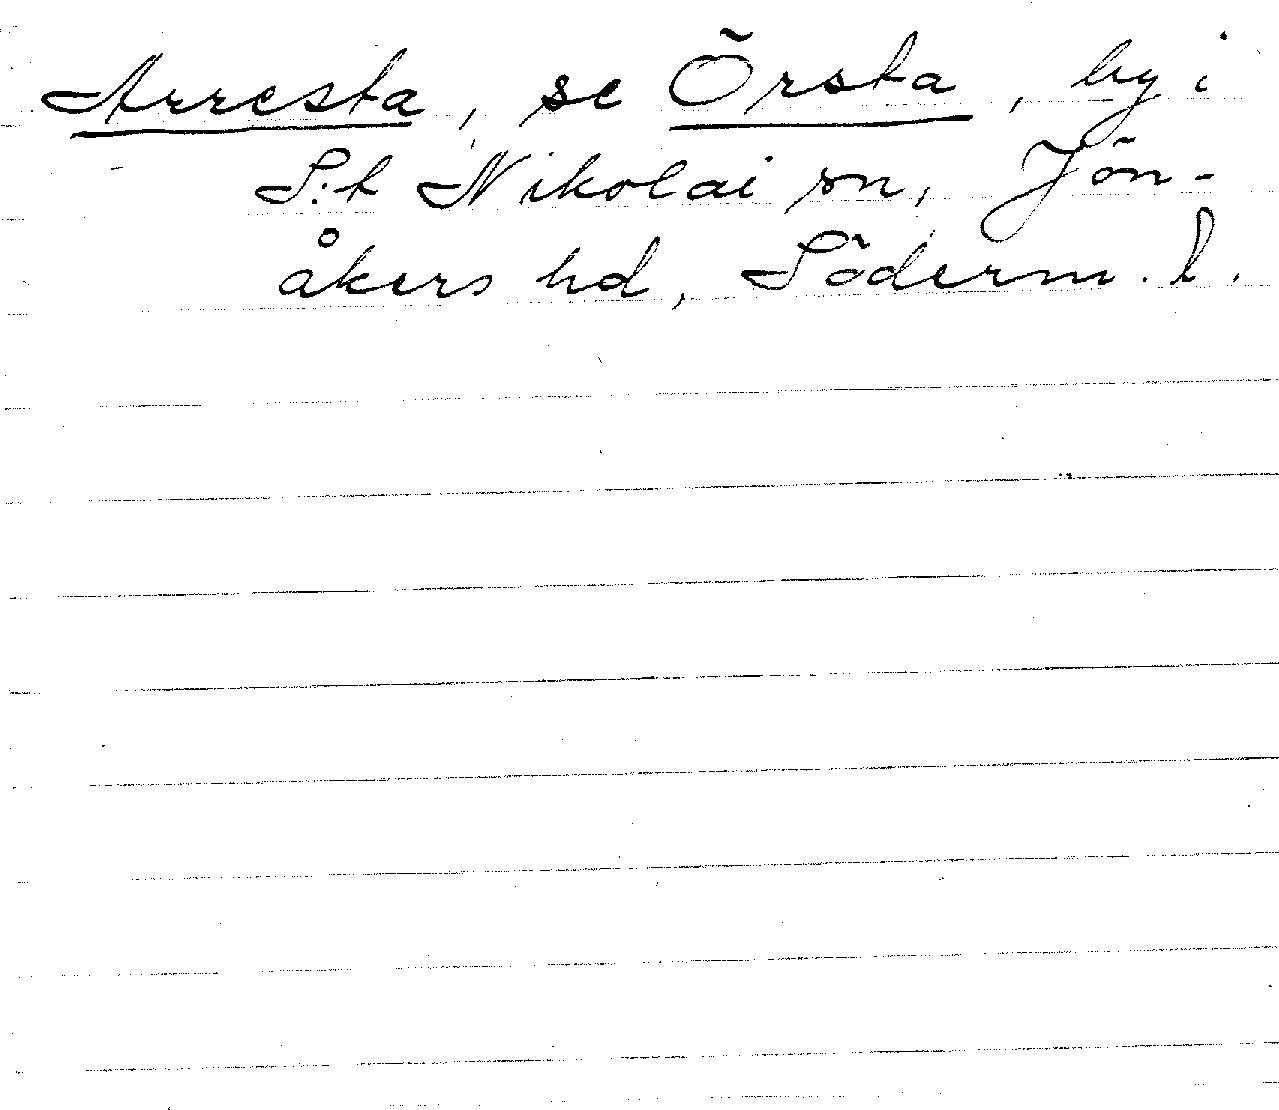 Arresta, se Örsta, by i
S:t Nikolai sn, Jön-
åkers hd, Söderm. l.